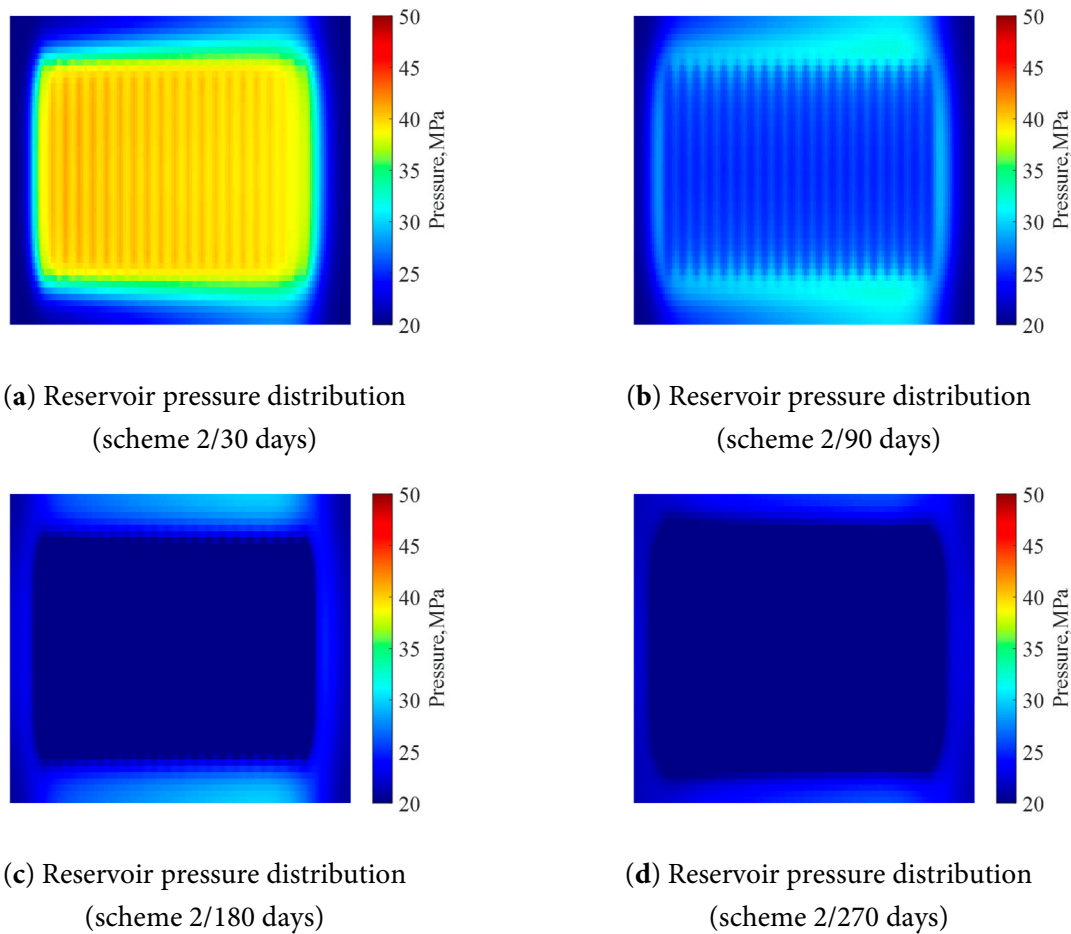 50
45
40
35
30
25
20
Pressure,MPa
50
45
40
35
30
25
20
Pressure,MPa
(a) Reservoir pressure distribution
(scheme 2/30 days)
(b) Reservoir pressure distribution
(scheme 2/90 days)
50
45
40
35
30
25
20
Pressure,MPa
50
45
40
35
30
25
20
Pressure,MPa
(c) Reservoir pressure distribution
(scheme 2/180 days)
(d) Reservoir pressure distribution
(scheme 2/270 days)